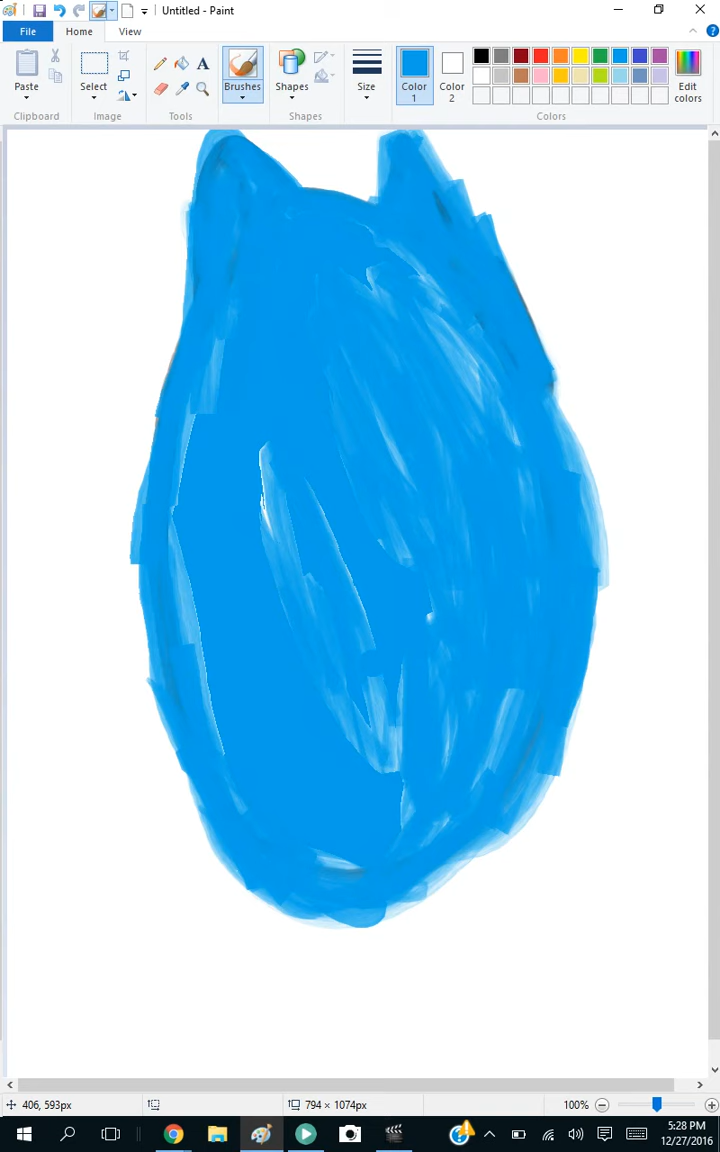 Untitled - Paint
File Home View
Paste Select Brushes Shapes Size Color 1 Color 2 Edit colors
Clipboard Image Tools Shapes Colors
406, 593px 794 × 1074px 100%
5:28 PM
12/27/2016